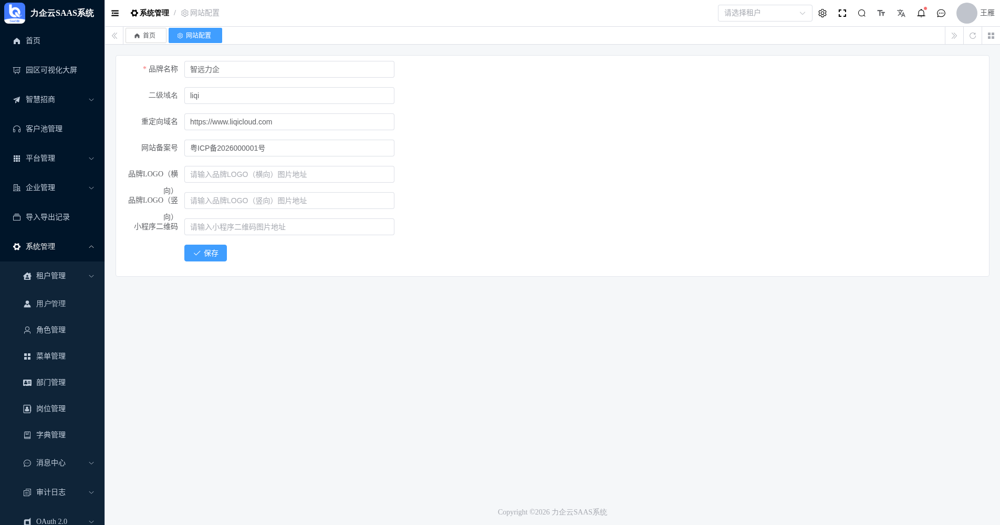 力企云SAAS系统
首页
园区可视化大屏
智慧招商
客户池管理
平台管理
企业管理
导入导出记录
系统管理
租户管理
用户管理
角色管理
菜单管理
部门管理
岗位管理
字典管理
消息中心
审计日志
OAuth 2.0
系统管理 / 网站配置
请选择租户
王雁
首页
网站配置
* 品牌名称
智远力企
二级域名
liqi
重定向域名
https://www.liqicloud.com
网站备案号
粤ICP备2026000001号
品牌LOGO（横
向）
请输入品牌LOGO（横向）图片地址
品牌LOGO（竖
向）
请输入品牌LOGO（竖向）图片地址
小程序二维码
请输入小程序二维码图片地址
保存
Copyright ©2026 力企云SAAS系统